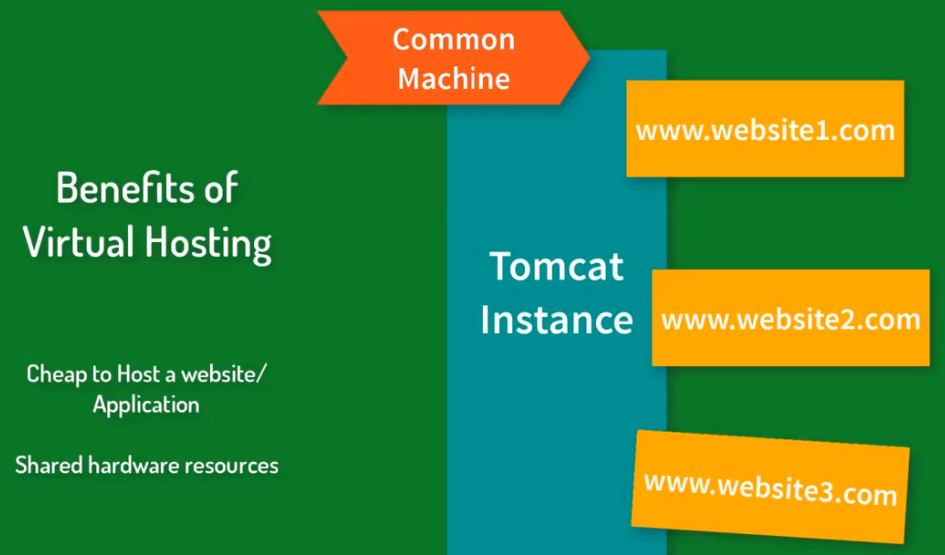 Common
Machine
www.website1.com
Benefits of
Virtual Hosting
Tomcat
Instance
www.website2.com
Cheap to Host a website/
Application
Shared hardware resources
www.website3.com